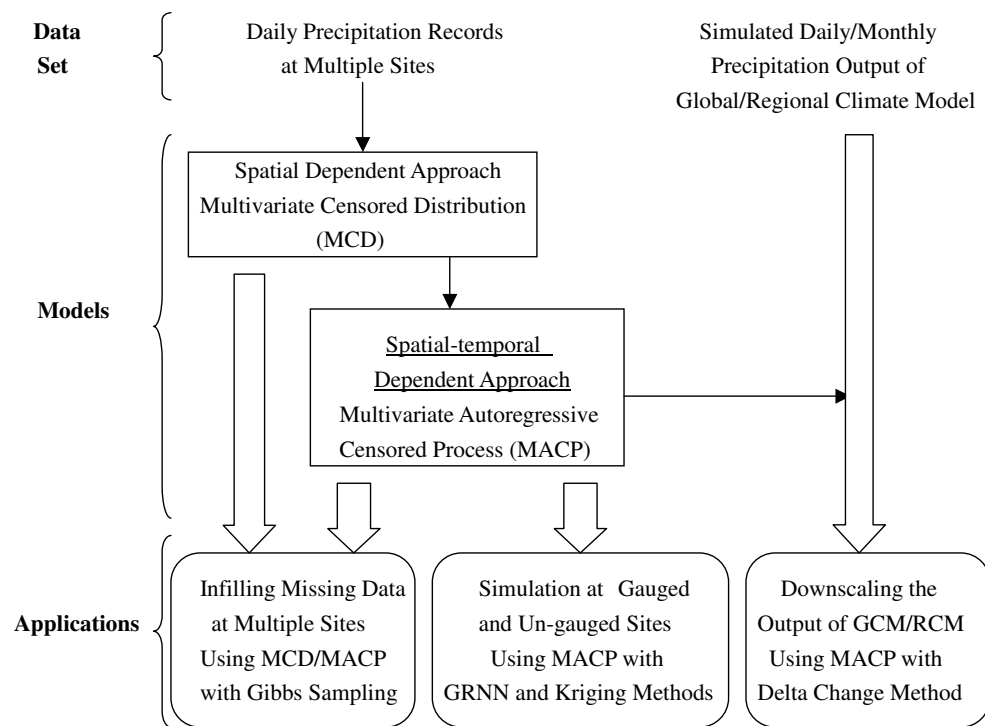 Data
Set
Daily Precipitation Records
at Multiple Sites
Simulated Daily/Monthly
Precipitation Output of
Global/Regional Climate Model
Models
Spatial Dependent Approach
Multivariate Censored Distribution
(MCD)
Spatial-temporal
Dependent Approach
Multivariate Autoregressive
Censored Process (MACP)
Applications
Infilling Missing Data
at Multiple Sites
Using MCD/MACP
with Gibbs Sampling
Simulation at Gauged
and Un-gauged Sites
Using MACP with
GRNN and Kriging Methods
Downscaling the
Output of GCM/RCM
Using MACP with
Delta Change Method